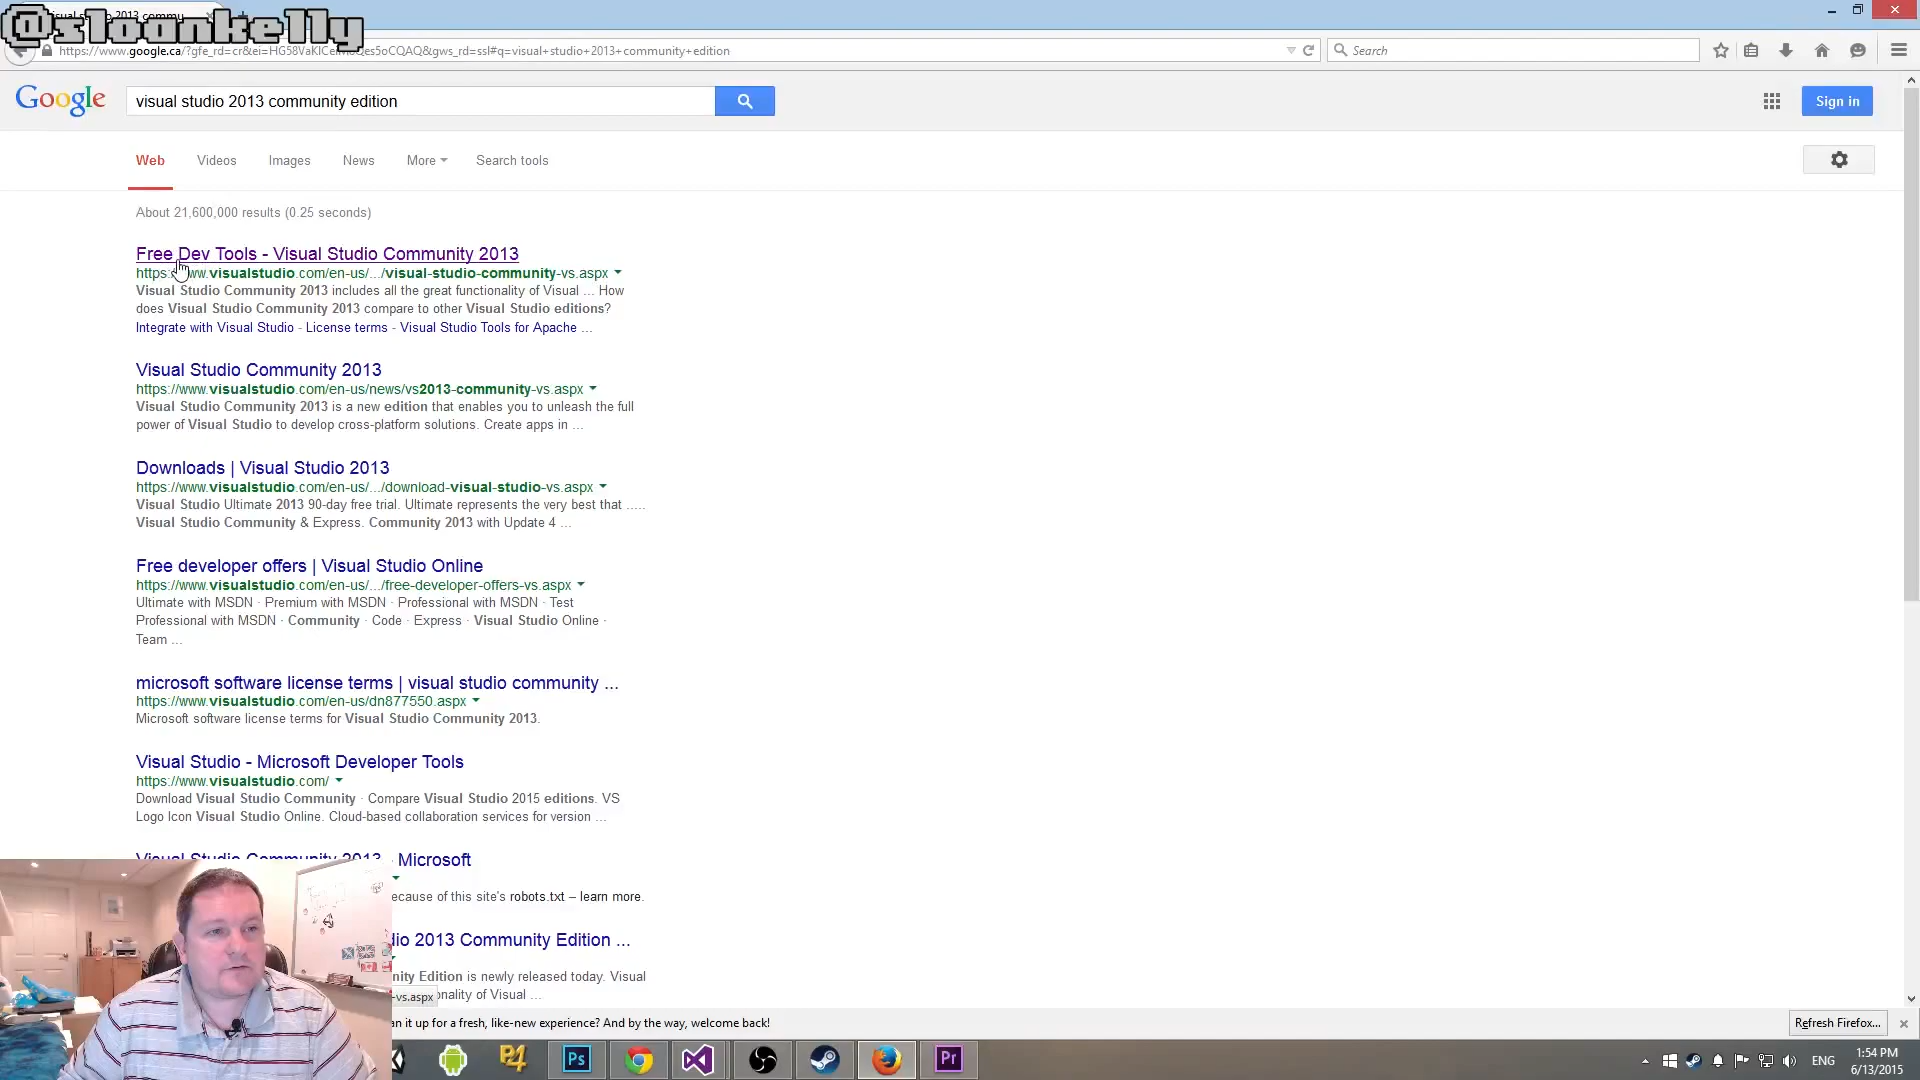 @sloankelly
https://www.google.ca/?gfe_rd=cr&ei=HG58VaKICe
es5oCQAQ&gws_rd=ssl#q=visual+studio+2013+community+edition
Search
Google
visual studio 2013 community edition
Sign in
Web
Videos
Images
News
More
Search tools
About 21,600,000 results (0.25 seconds)
Free Dev Tools - Visual Studio Community 2013
https://www.visualstudio.com/en-us/.../visual-studio-community-vs.aspx
Visual Studio Community 2013 includes all the great functionality of Visual ... How
does Visual Studio Community 2013 compare to other Visual Studio editions?
Integrate with Visual Studio - License terms - Visual Studio Tools for Apache ...
Visual Studio Community 2013
https://www.visualstudio.com/en-us/news/vs2013-community-vs.aspx
Visual Studio Community 2013 is a new edition that enables you to unleash the full
power of Visual Studio to develop cross-platform solutions. Create apps in ...
Downloads | Visual Studio 2013
https://www.visualstudio.com/en-us/.../download-visual-studio-vs.aspx
Visual Studio Ultimate 2013 90-day free trial. Ultimate represents the very best that .....
Visual Studio Community & Express. Community 2013 with Update 4 ...
Free developer offers | Visual Studio Online
https://www.visualstudio.com/en-us/.../free-developer-offers-vs.aspx
Ultimate with MSDN · Premium with MSDN · Professional with MSDN · Test
Professional with MSDN · Community · Code · Express · Visual Studio Online ·
Team ...
microsoft software license terms | visual studio community ...
https://www.visualstudio.com/en-us/dn877550.aspx
Microsoft software license terms for Visual Studio Community 2013.
Visual Studio - Microsoft Developer Tools
https://www.visualstudio.com/
Download Visual Studio Community · Compare Visual Studio 2015 editions. VS
Logo Icon Visual Studio Online. Cloud-based collaboration services for version ...
Visual Studio Community 2013 - Microsoft
ecause of this site's robots.txt – learn more.
dio 2013 Community Edition ...
nity Edition is newly released today. Visual
onality of Visual ...
-vs.aspx
an it up for a fresh, like-new experience? And by the way, welcome back!
Refresh Firefox...
P4
Ps
Pr
ENG
1:54 PM
6/13/2015